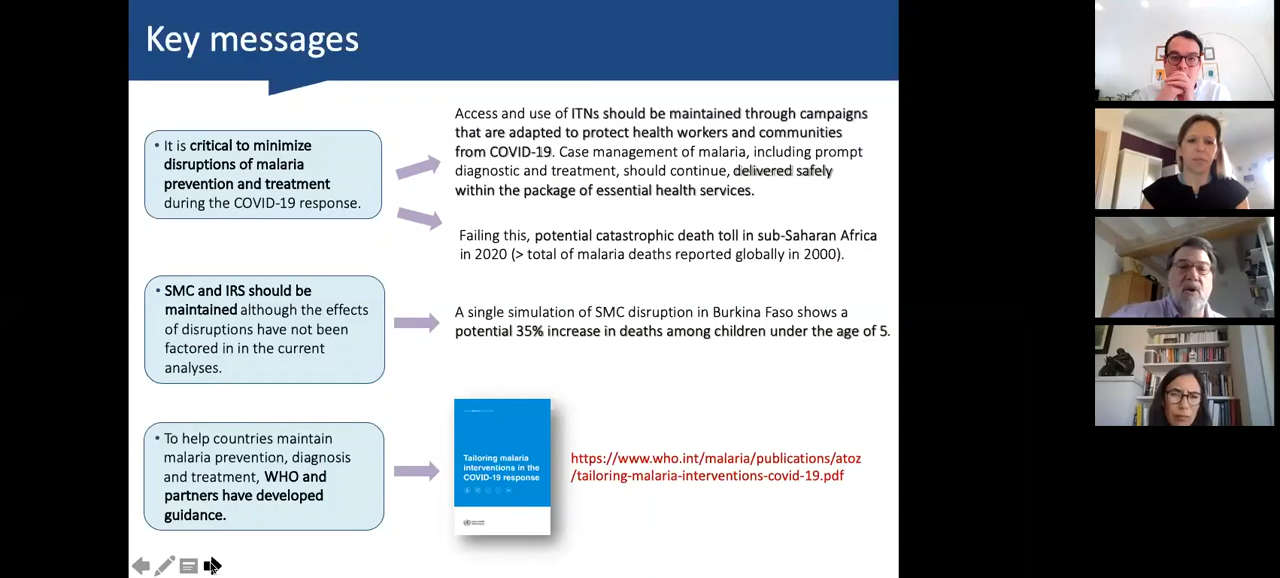 Key messages
• It is critical to minimize
disruptions of malaria
prevention and treatment
during the COVID-19 response.
Access and use of ITNs should be maintained through campaigns
that are adapted to protect health workers and communities
from COVID-19. Case management of malaria, including prompt
diagnostic and treatment, should continue, delivered safely
within the package of essential health services.
Failing this, potential catastrophic death toll in sub-Saharan Africa
in 2020 (> total of malaria deaths reported globally in 2000).
• SMC and IRS should be
maintained although the effects
of disruptions have not been
factored in in the current
analyses.
A single simulation of SMC disruption in Burkina Faso shows a
potential 35% increase in deaths among children under the age of 5.
• To help countries maintain
malaria prevention, diagnosis
and treatment, WHO and
partners have developed
guidance.
Tailoring malaria
interventions in the
COVID-19 response
https://www.who.int/malaria/publications/atoz
/tailoring-malaria-interventions-covid-19.pdf